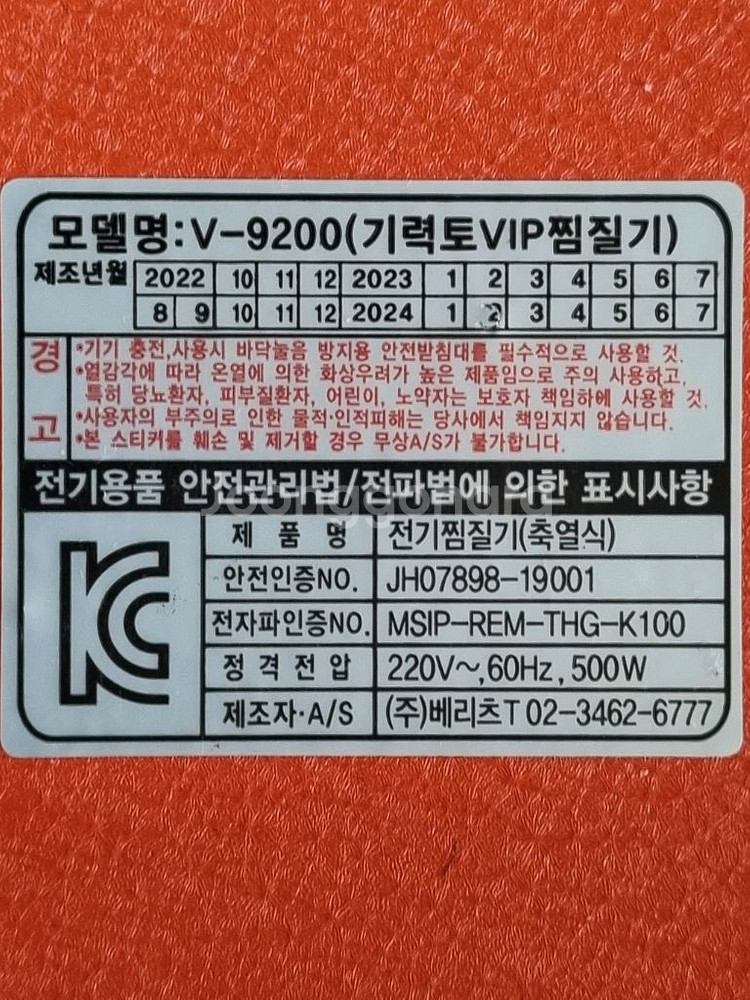 모델명:V-9200(기력토VIP찜질기)
제조년월 2022 10 11 12 2023 1 2 3 4 5 6 7
8 9 10 11 12 2024 1 2 3 4 5 6 7
경고
•기기 충전,사용시 바닥눌음 방지용 안전받침대를 필수적으로 사용할 것.
•열감각에 따라 온열에 의한 화상우려가 높은 제품임으로 주의 사용하고,
특허 당뇨환자, 피부질환자, 어린이, 노약자는 보호자 책임하에 사용할 것.
•사용자의 부주의로 인한 물적·인적피해는 당사에서 책임지지 않습니다.
•본 스티커를 훼손 및 제거할 경우 무상A/S가 불가합니다.
전기용품 안전관리법/전파법에 의한 표시사항
joonggonara
KC
제 품 명 전기찜질기(축열식)
안전인증NO. JH07898-19001
전자파인증NO. MSIP-REM-THG-K100
정 격 전 압 220V~,60Hz,500W
제조자·A/S (주)베리츠 T 02-3462-6777